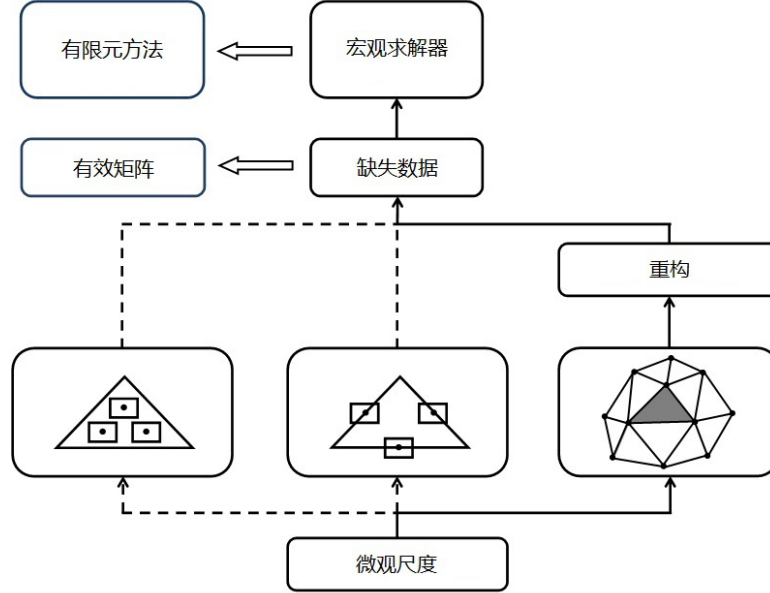 有限元方法
宏观求解器
有效矩阵
缺失数据
重构
微观尺度